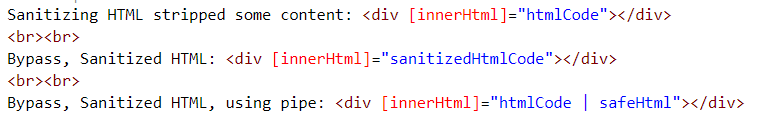 Sanitizing HTML stripped some content: <div [innerHtml]="htmlCode"></div>
<br><br>
Bypass, Sanitized HTML: <div [innerHtml]="sanitizedHtmlCode"></div>
<br><br>
Bypass, Sanitized HTML, using pipe: <div [innerHtml]="htmlCode | safeHtml"></div>